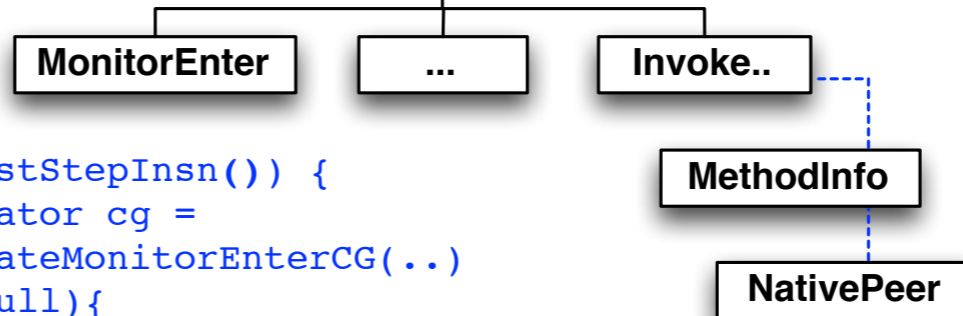 MonitorEnter
...
Invoke..
stStepInsn()) {
MethodInfo
ator cg =
ateMonitorEnterCG(..)
NativePeer
ull){